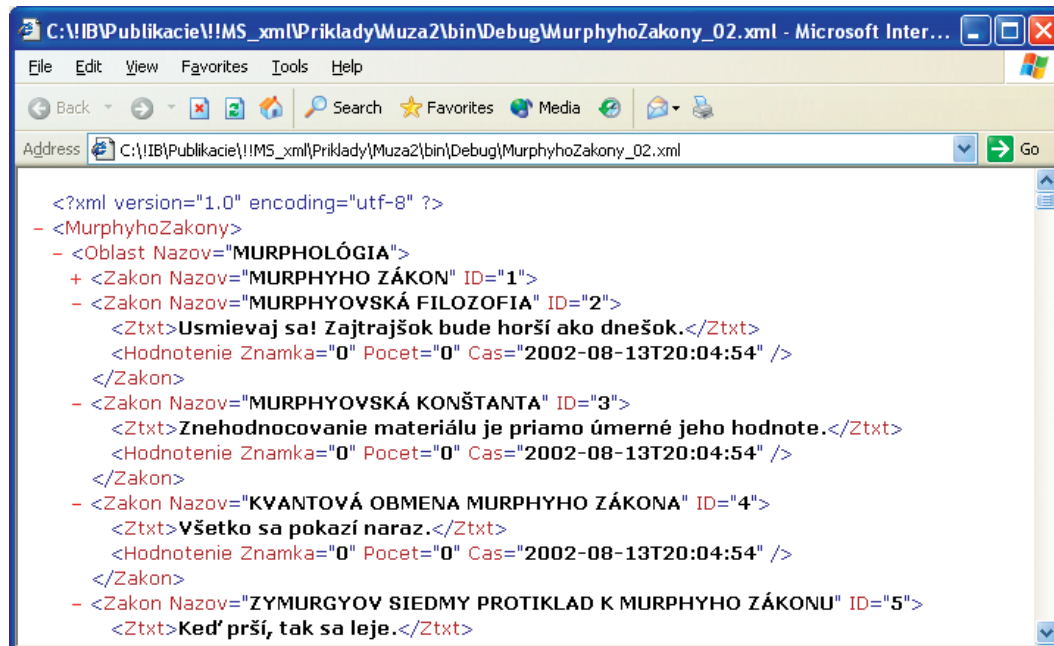 C:\!IB\Publikacie\!!MS_xml\Priklady\Muza2\bin\Debug\MurphyhoZakony_02.xml - Microsoft Inter...
File Edit View Favorites Tools Help
Back Search Favorites Media
Address C:\!IB\Publikacie\!!MS_xml\Priklady\Muza2\bin\Debug\MurphyhoZakony_02.xml Go
<?xml version="1.0" encoding="utf-8" ?>
- <MurphyhoZakony>
- <Oblast Nazov="MURPHOLÓGIA">
+ <Zakon Nazov="MURPHYHO ZÁKON" ID="1">
- <Zakon Nazov="MURPHYOVSKÁ FILOZOFIA" ID="2">
<Ztxt>Usmievaj sa! Zajtrajšok bude horší ako dnešok.</Ztxt>
<Hodnotenie Znamka="0" Pocet="0" Cas="2002-08-13T20:04:54" />
</Zakon>
- <Zakon Nazov="MURPHYOVSKÁ KONŠTANTA" ID="3">
<Ztxt>Znehodnocovanie materiálu je priamo úmerné jeho hodnote.</Ztxt>
<Hodnotenie Znamka="0" Pocet="0" Cas="2002-08-13T20:04:54" />
</Zakon>
- <Zakon Nazov="KVANTOVÁ OBMENA MURPHYHO ZÁKONA" ID="4">
<Ztxt>Všetko sa pokazí naraz.</Ztxt>
<Hodnotenie Znamka="0" Pocet="0" Cas="2002-08-13T20:04:54" />
</Zakon>
- <Zakon Nazov="ZYMURGYOV SIEDMY PROTIKLAD K MURPHYHO ZÁKONU" ID="5">
<Ztxt>Keď prší, tak sa leje.</Ztxt>